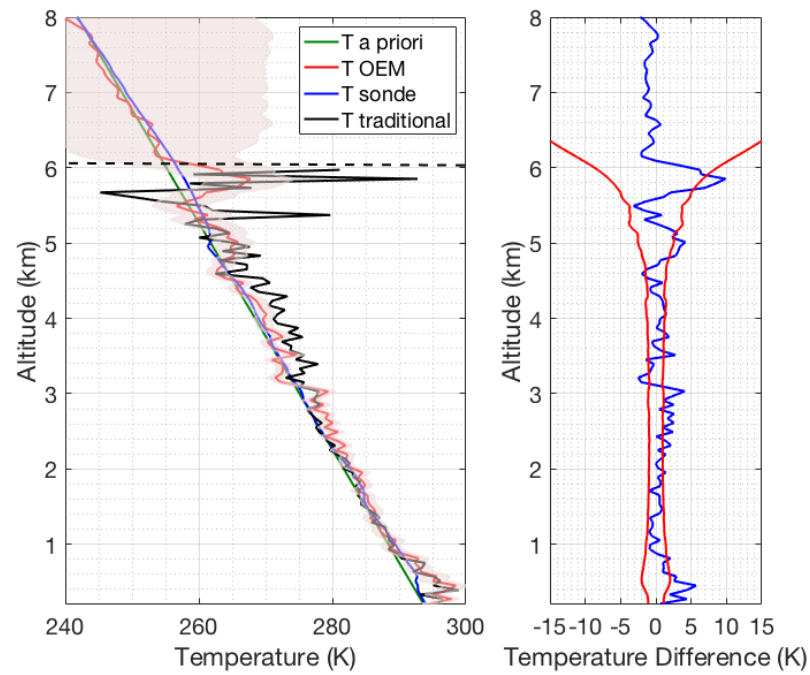 8
7
6
5
4
3
2
1
Altitude (km)
240
260
280
300
Temperature (K)
T a priori
T OEM
T sonde
T traditional
8
7
6
5
4
3
2
1
Altitude (km)
-15 -10 -5 0 5 10 15
Temperature Difference (K)